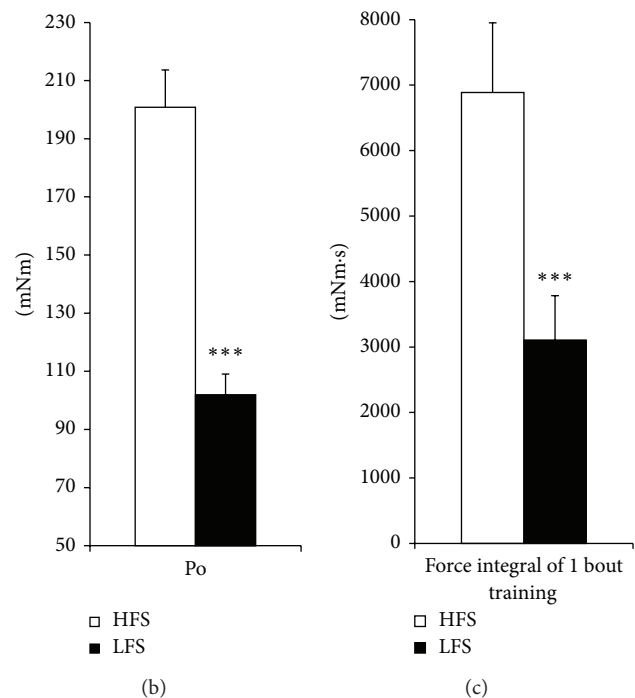 230
210
190
170
150
130
110
90
70
50
(mNm)
***
Po
HFS
LFS
(b)
8000
7000
6000
5000
4000
3000
2000
1000
0
(mNm·s)
***
Force integral of 1 bout
training
HFS
LFS
(c)